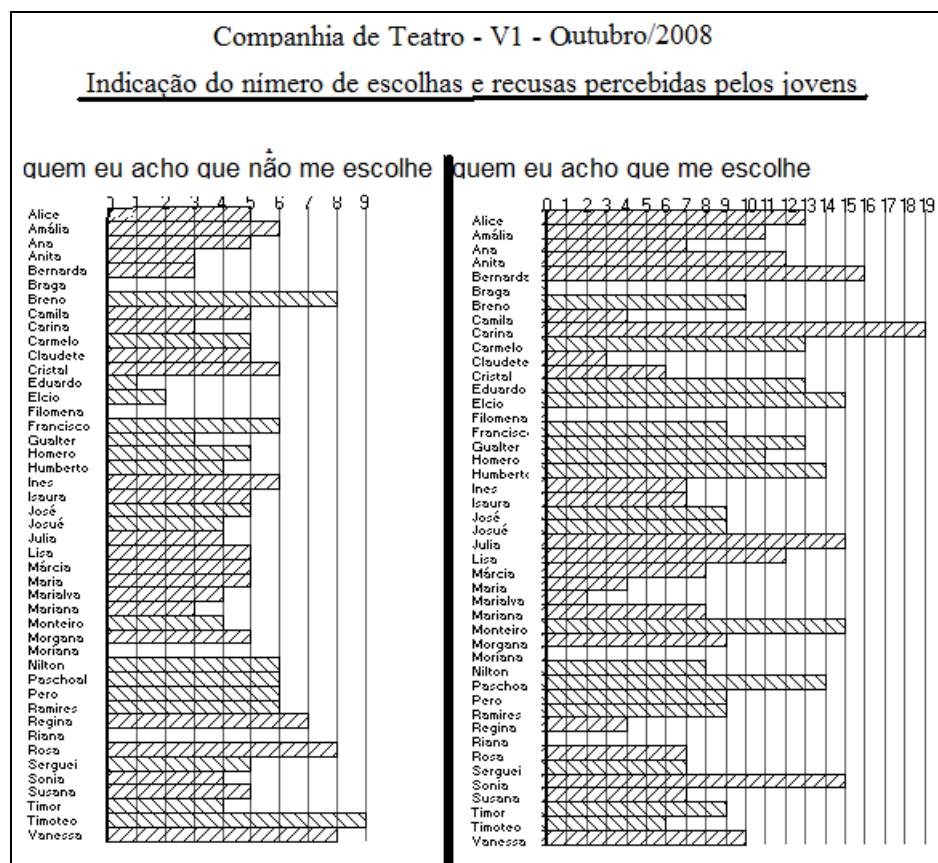 Companhia de Teatro - V1 - Outubro/2008
Indicação do nímero de escolhas e recusas percebidas pelos jovens
quem eu acho que não me escolhe
0 1 2 3 4 5 6 7 8 9
Alice
Amália
Ana
Anita
Bernarda
Braga
Breno
Camila
Carina
Carmelo
Claudete
Cristal
Eduardo
Elcio
Filomena
Francisco
Gualter
Homero
Humberto
Ines
Isaura
José
Josué
Julia
Lisa
Márcia
Maria
Marialva
Mariana
Monteiro
Morgana
Moriana
Nilton
Paschoal
Pero
Ramires
Regina
Riana
Rosa
Serguei
Sonia
Susana
Timor
Timoteo
Vanessa
quem eu acho que me escolhe
0 1 2 3 4 5 6 7 8 9 10 11 12 13 14 15 16 17 18 19
Alice
Amália
Ana
Anita
Bernarda
Braga
Breno
Camila
Carina
Carmelo
Claudete
Cristal
Eduardo
Elcio
Filomena
Francisc
Gualter
Homero
Humberto
Ines
Isaura
José
Josué
Julia
Lisa
Márcia
Maria
Marialva
Mariana
Monteiro
Morgana
Moriana
Nilton
Paschoa
Pero
Ramires
Regina
Riana
Rosa
Serguei
Sonia
Susana
Timor
Timoteo
Vanessa